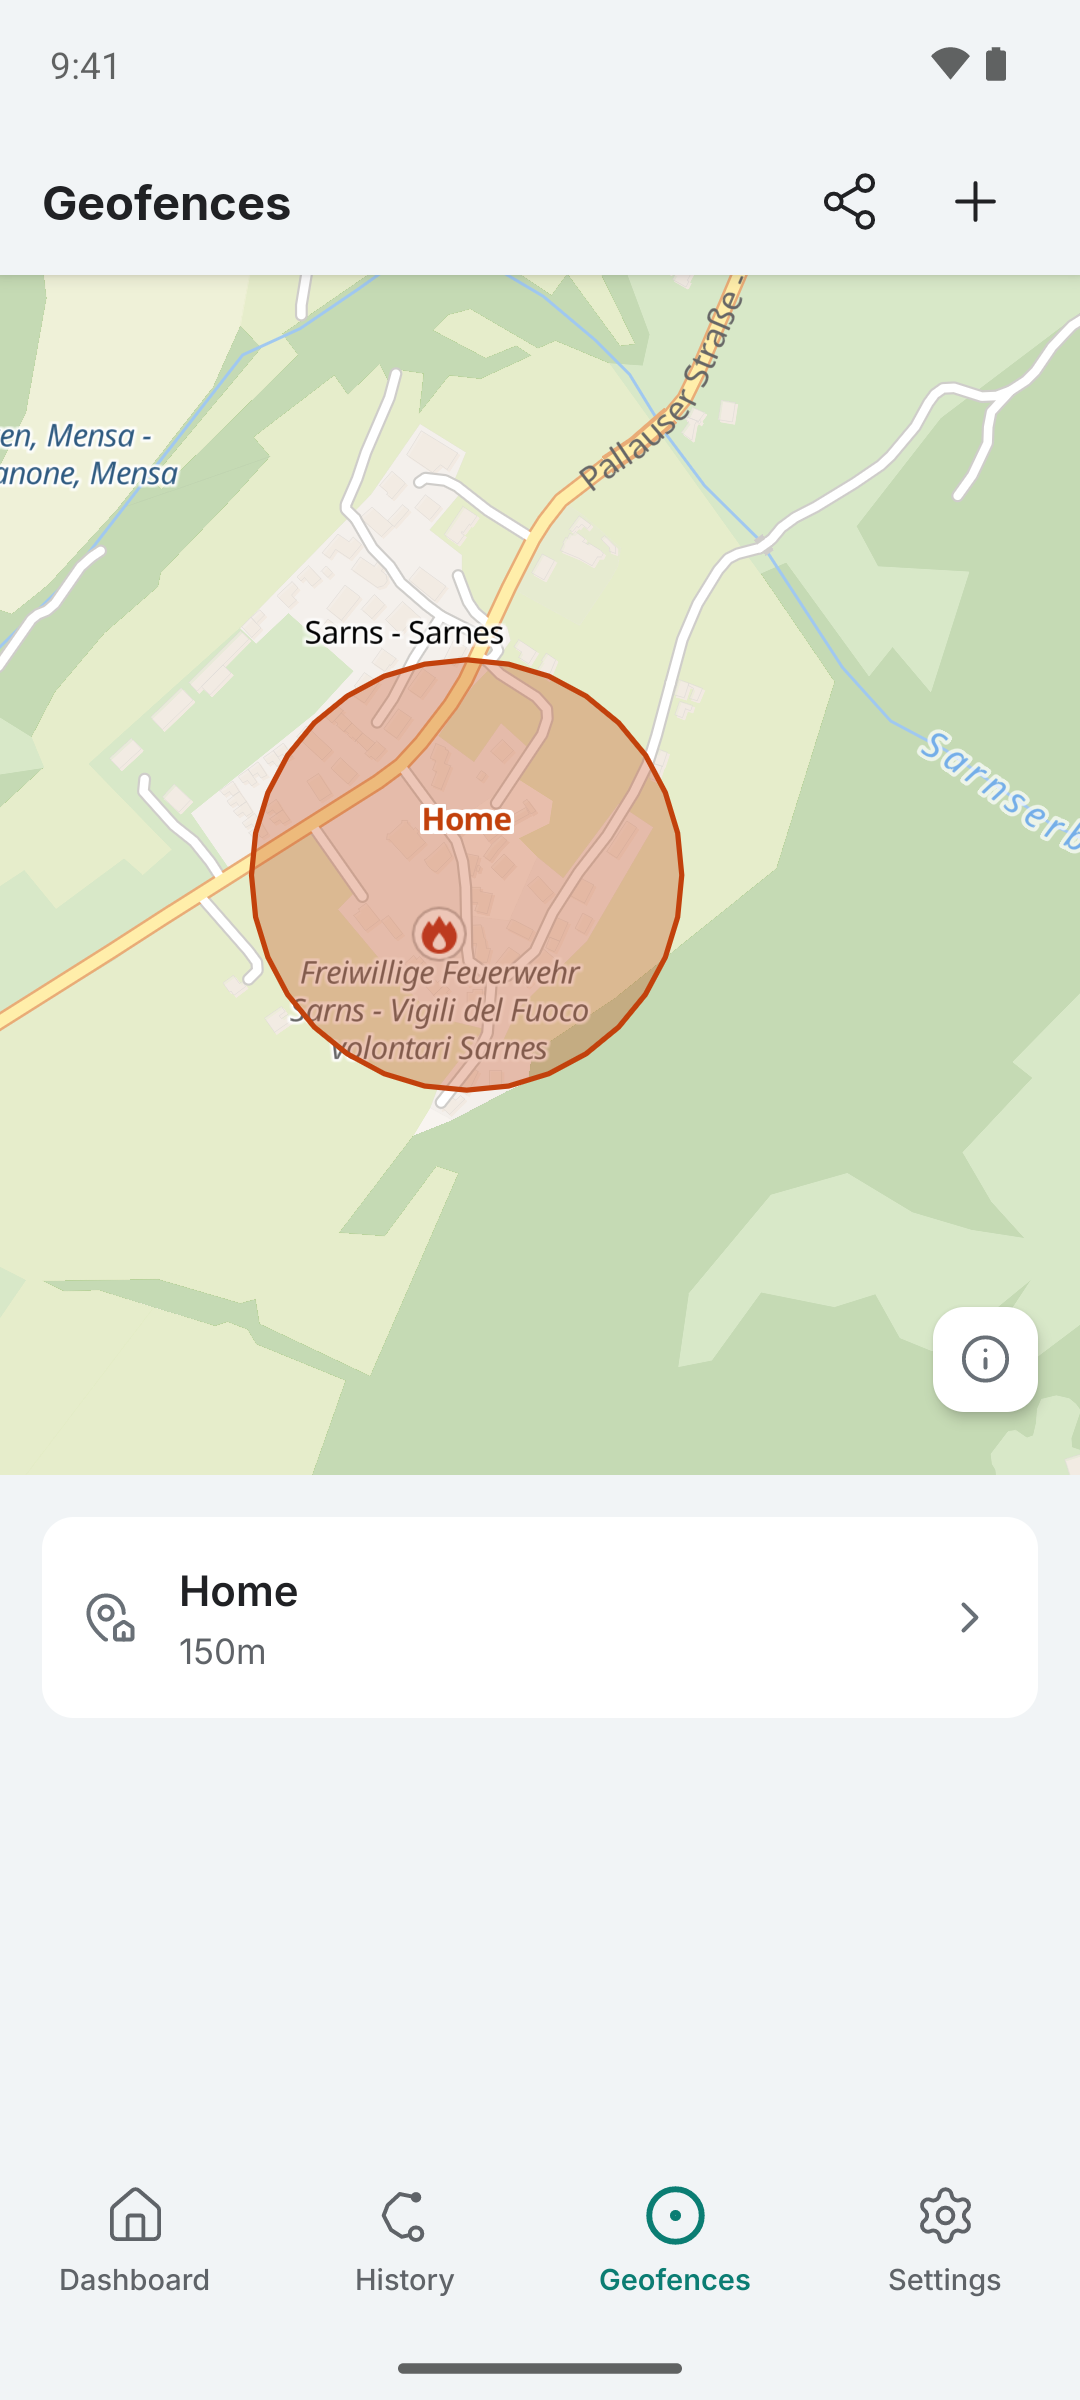 9:41
Geofences
Pallauser Straße -
en, Mensa -
anone, Mensa
Sarns - Sarnes
Sarnserb
Home
Freiwillige Feuerwehr
Sarns - Vigili del Fuoco
volontari Sarnes
Home
150m
Dashboard
History
Geofences
Settings